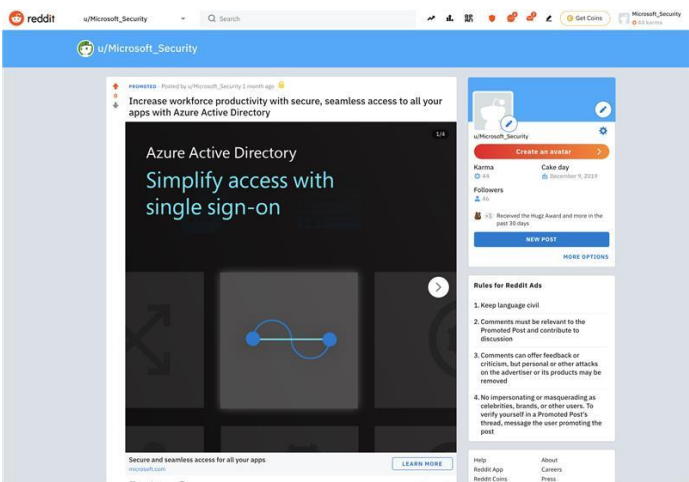 reddit
u/Microsoft_Security
Search
Get Coins
Microsoft_Security
44 karma
u/Microsoft_Security
PROMOTED · Posted by u/Microsoft_Security 1 month ago
0
Increase workforce productivity with secure, seamless access to all your
apps with Azure Active Directory
1/4
Azure Active Directory
Simplify access with
single sign-on
Secure and seamless access for all your apps
microsoft.com
LEARN MORE
u/Microsoft_Security
Create an avatar
Karma
Cake day
44
December 9, 2019
Followers
46
+1 Received the Hugz Award and more in the
past 30 days
NEW POST
MORE OPTIONS
Rules for Reddit Ads
1. Keep language civil
2. Comments must be relevant to the
Promoted Post and contribute to
discussion
3. Comments can offer feedback or
criticism, but personal or other attacks
on the advertiser or its products may be
removed
4. No impersonating or masquerading as
celebrities, brands, or other users. To
verify yourself in a Promoted Post's
thread, message the user promoting the
post
Help
About
Reddit App
Careers
Reddit Coins
Press